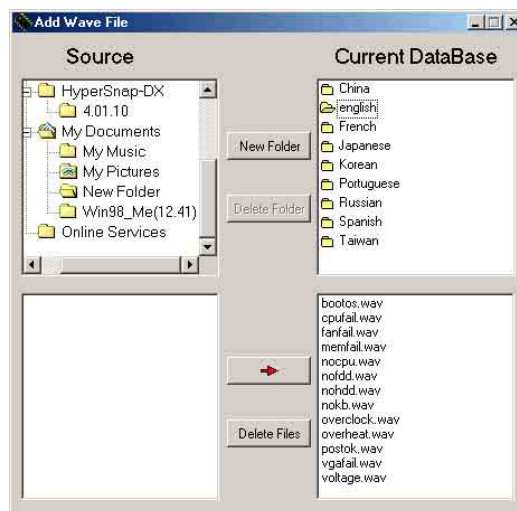 Add Wave File
Source
Current DataBase
HyperSnap-DX
4.01.10
My Documents
My Music
My Pictures
New Folder
Win98_Me(12.41)
Online Services
New Folder
Delete Folder
China
english
French
Japanese
Korean
Portuguese
Russian
Spanish
Taiwan
Delete Files
bootos.wav
cpufail.wav
fanfail.wav
memfail.wav
nocpu.wav
nofdd.wav
nohdd.wav
nokb.wav
overclock.wav
overheat.wav
postok.wav
vgafail.wav
voltage.wav